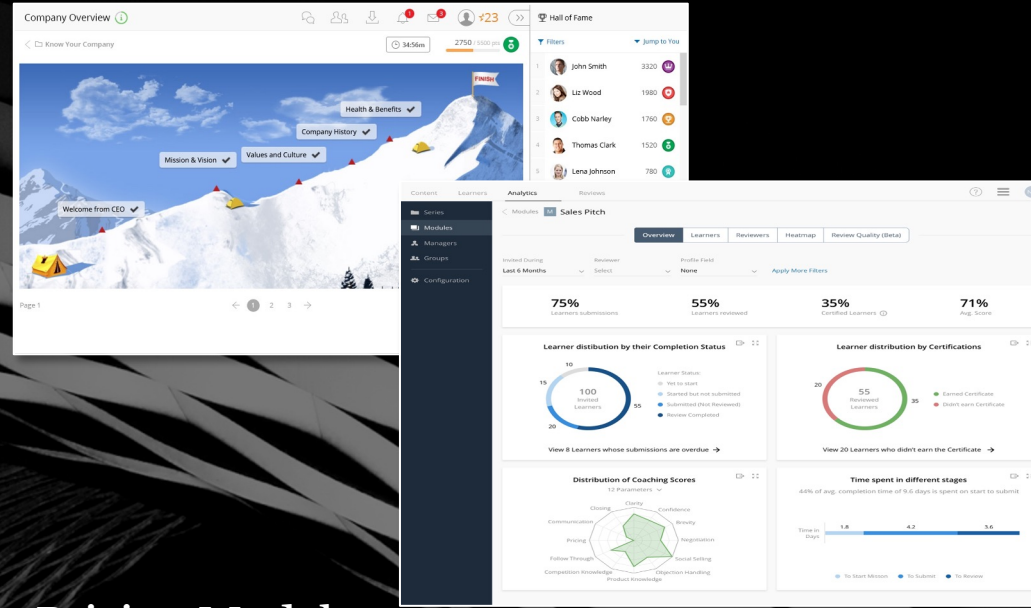 Company Overview
1
3
23
Know Your Company
34:56m
2750 / 5500 pts
FINISH
Health & Benefits
Company History
Values and Culture
Mission & Vision
Welcome from CEO
Page 1
1 2 3
Hall of Fame
Filters
Jump to You
1 John Smith 3320
2 Liz Wood 1980
3 Cobb Narley 1760
4 Thomas Clark 1520
5 Lena Johnson 780
Content Learners Analytics Reviews
Series
Modules
Managers
Groups
Configuration
Modules M Sales Pitch
Overview Learners Reviewers Heatmap Review Quality (Beta)
Invited During Reviewer Profile Field
Last 6 Months Select None Apply More Filters
75% 55% 35% 71%
Learners submissions Learners reviewed Certified Learners Avg. Score
Learner distibution by their Completion Status
10
15
20
55
100
Invited
Learners
Learner Status:
Yet to start
Started but not submitted
Submitted (Not Reviewed)
Review Completed
View 8 Learners whose submissions are overdue
Learner distribution by Certifications
20
35
55
Reviewed
Learners
Earned Certificate
Didn't earn Certificate
View 20 Learners who didn't earn the Certificate
Distribution of Coaching Scores
12 Parameters
Clarity
Closing Confidence
Communication Brevity
Pricing Negotiation
Follow Through Social Selling
Competition Knowledge Objection Handling
Product Knowledge
Time spent in different stages
44% of avg. completion time of 9.6 days is spent on start to submit
Time in
Days
1.8 4.2 3.6
To Start Mission To Submit To Review